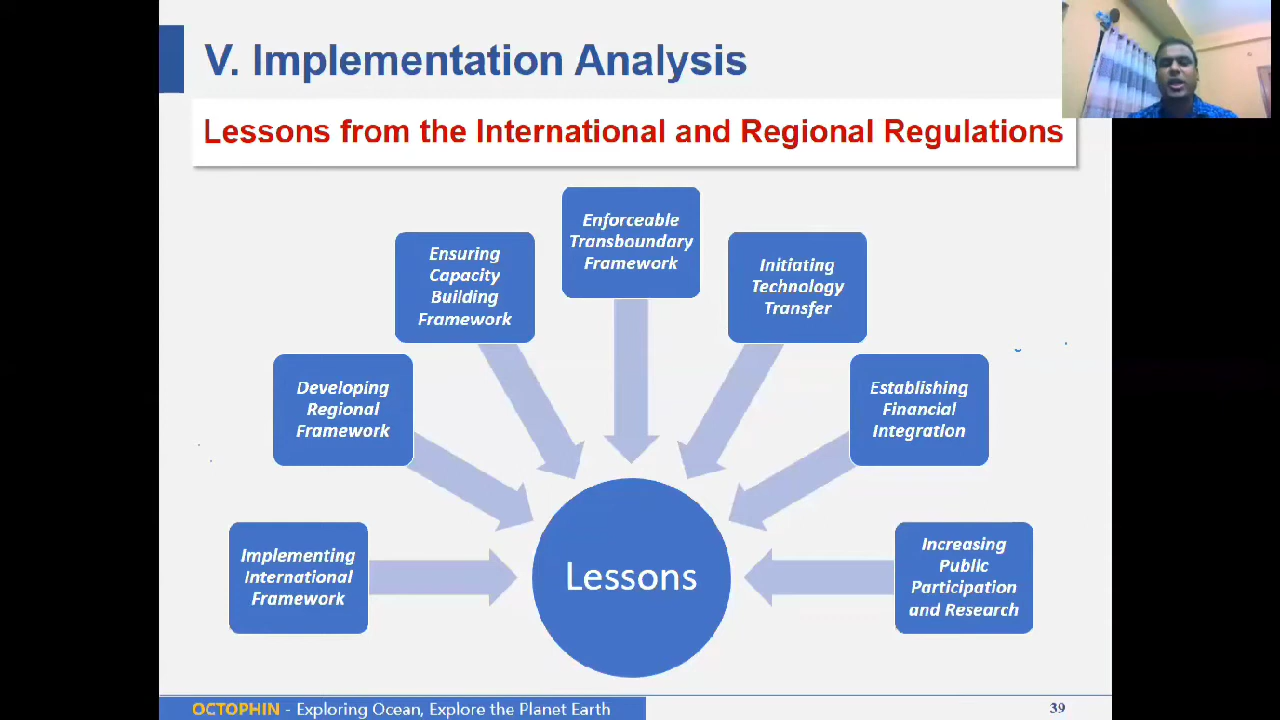 V. Implementation Analysis
Lessons from the International and Regional Regulations
Enforceable
Transboundary
Framework
Ensuring
Capacity
Building
Framework
Initiating
Technology
Transfer
Developing
Regional
Framework
Establishing
Financial
Integration
Implementing
International
Framework
Lessons
Increasing
Public
Participation
and Research
OCTOPHIN - Exploring Ocean, Explore the Planet Earth
39